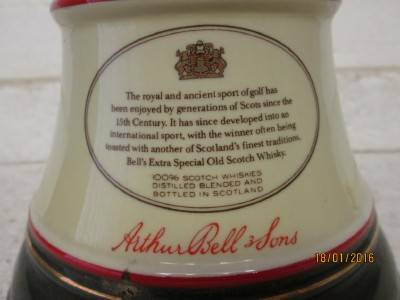 The royal and ancient sport of golf has
been enjoyed by generations of Scots since the
15th Century. It has since developed into an
international sport, with the winner often being
toasted with another of Scotland's finest traditions,
Bell's Extra Special Old Scotch Whisky.
100% SCOTCH WHISKIES
DISTILLED BLENDED AND
BOTTLED IN SCOTLAND
Arthur Bell & Sons
18/01/2016